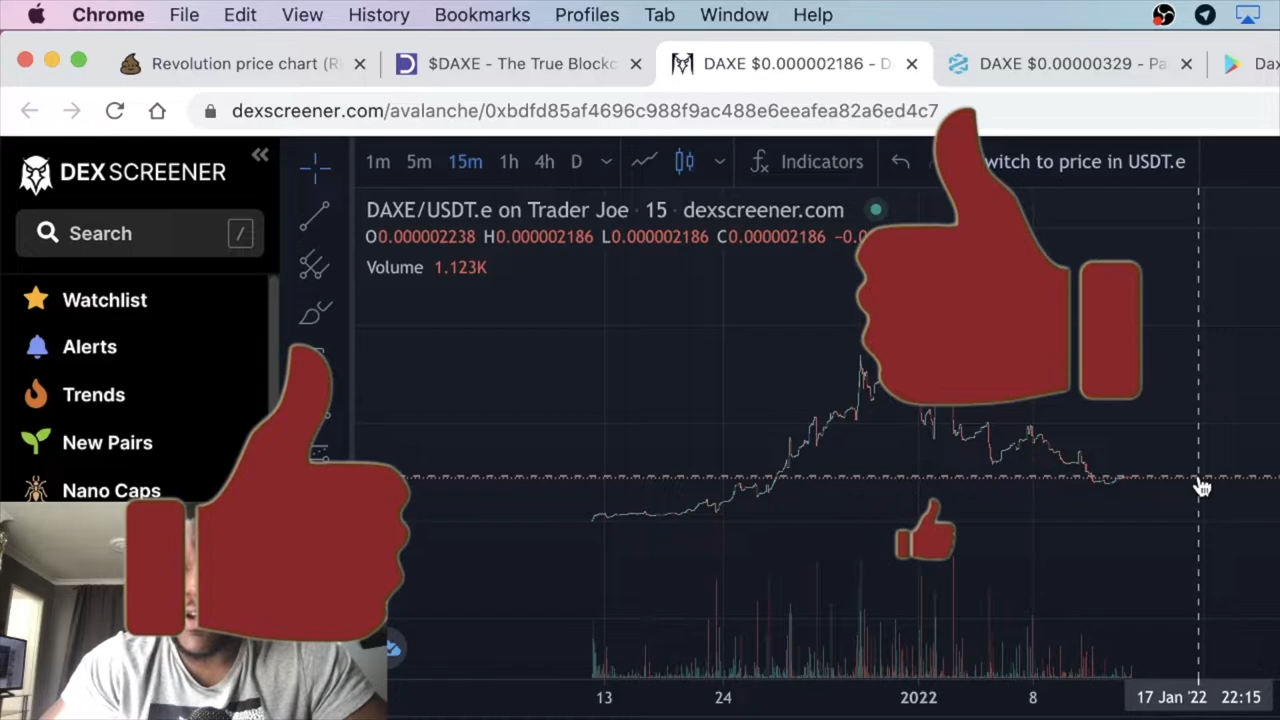 Chrome File Edit View History Bookmarks Profiles Tab Window Help
Revolution price chart (R
$DAXE - The True Blockc
DAXE $0.000002186 - D
DAXE $0.00000329 - Pa
Dax
dexscreener.com/avalanche/0xbdfd85af4696c988f9ac488e6eeafea82a6ed4c7
DEX SCREENER
Search /
Watchlist
Alerts
Trends
New Pairs
Nano Caps
1m 5m 15m 1h 4h D Indicators witch to price in USDT.e
DAXE/USDT.e on Trader Joe · 15 · dexscreener.com
O0.000002238 H0.000002186 L0.000002186 C0.000002186 −0.0
Volume 1.123K
13 24 2022 8 17 Jan '22 22:15